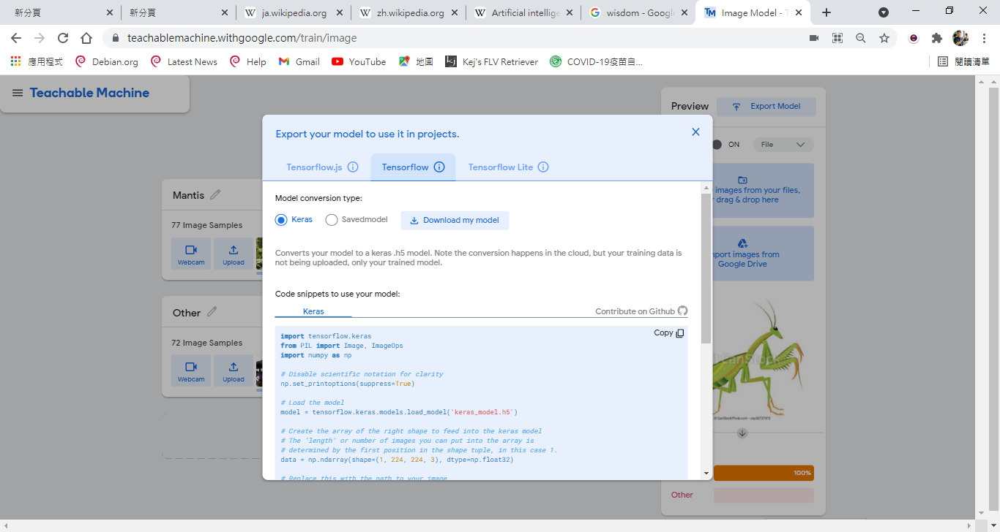 新分頁
新分頁
ja.wikipedia.org
zh.wikipedia.org
Artificial intellige
wisdom - Googl
Image Model - T
teachablemachine.withgoogle.com/train/image
應用程式
Debian.org
Latest News
Help
Gmail
YouTube
地圖
Kej's FLV Retriever
COVID-19疫苗自...
閱讀清單
Teachable Machine
Preview
Export Model
ON
File
images from your files,
drag & drop here
port images from
Google Drive
Mantis
77 Image Samples
Webcam
Upload
Other
72 Image Samples
Webcam
Upload
Export your model to use it in projects.
Tensorflow.js
Tensorflow
Tensorflow Lite
Model conversion type:
Keras
Savedmodel
Download my model
Converts your model to a keras .h5 model. Note the conversion happens in the cloud, but your training data is
not being uploaded, only your trained model.
Code snippets to use your model:
Keras
Contribute on Github
Copy
import tensorflow.keras
from PIL import Image, ImageOps
import numpy as np
# Disable scientific notation for clarity
np.set_printoptions(suppress=True)
# Load the model
model = tensorflow.keras.models.load_model('keras_model.h5')
# Create the array of the right shape to feed into the keras model
# The 'length' or number of images you can put into the array is
# determined by the first position in the shape tuple, in this case 1.
data = np.ndarray(shape=(1, 224, 224, 3), dtype=np.float32)
# Replace this with the path to your image
100%
Other